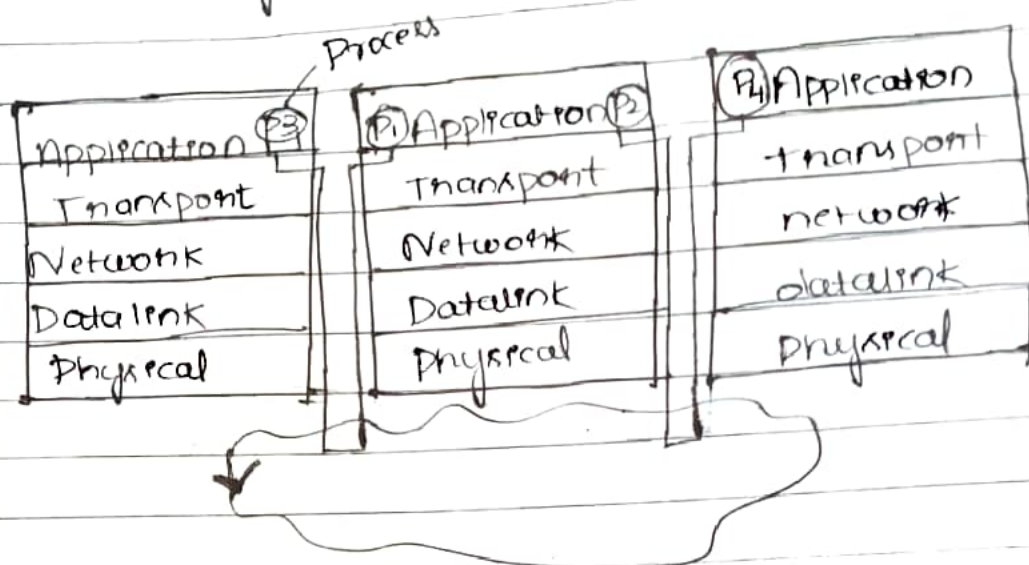 Process
Application P3
Transport
Network
Datalink
Physical
P1 Application P2
Transport
Network
Datalink
Physical
P4 Application
transport
network
datalink
physical